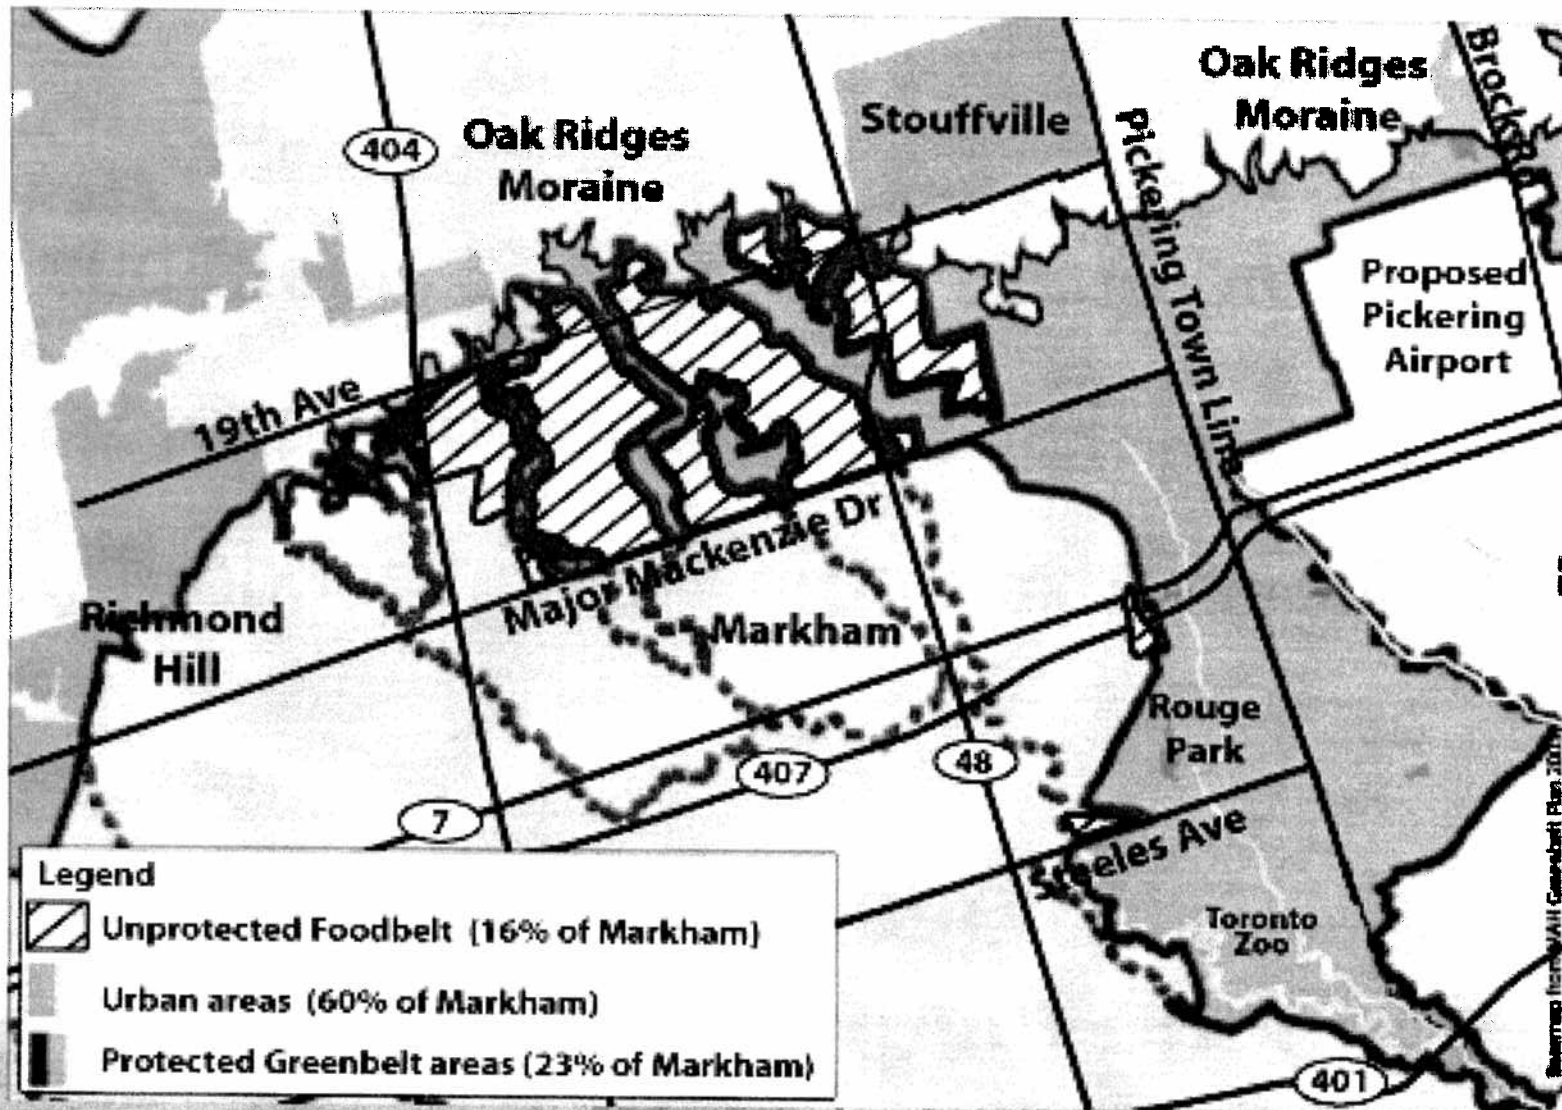 Oak Ridges
Moraine
Brock Rd
Stouffville
Pickering Town Line
404
Oak Ridges
Moraine
Proposed
Pickering
Airport
19th Ave
Major Mackenzie Dr
Richmond
Hill
Markham
Rouge
Park
48
407
7
Steeles Ave
Toronto
Zoo
401
Legend
Unprotected Foodbelt (16% of Markham)
Urban areas (60% of Markham)
Protected Greenbelt areas (23% of Markham)
Greenbelt Plan